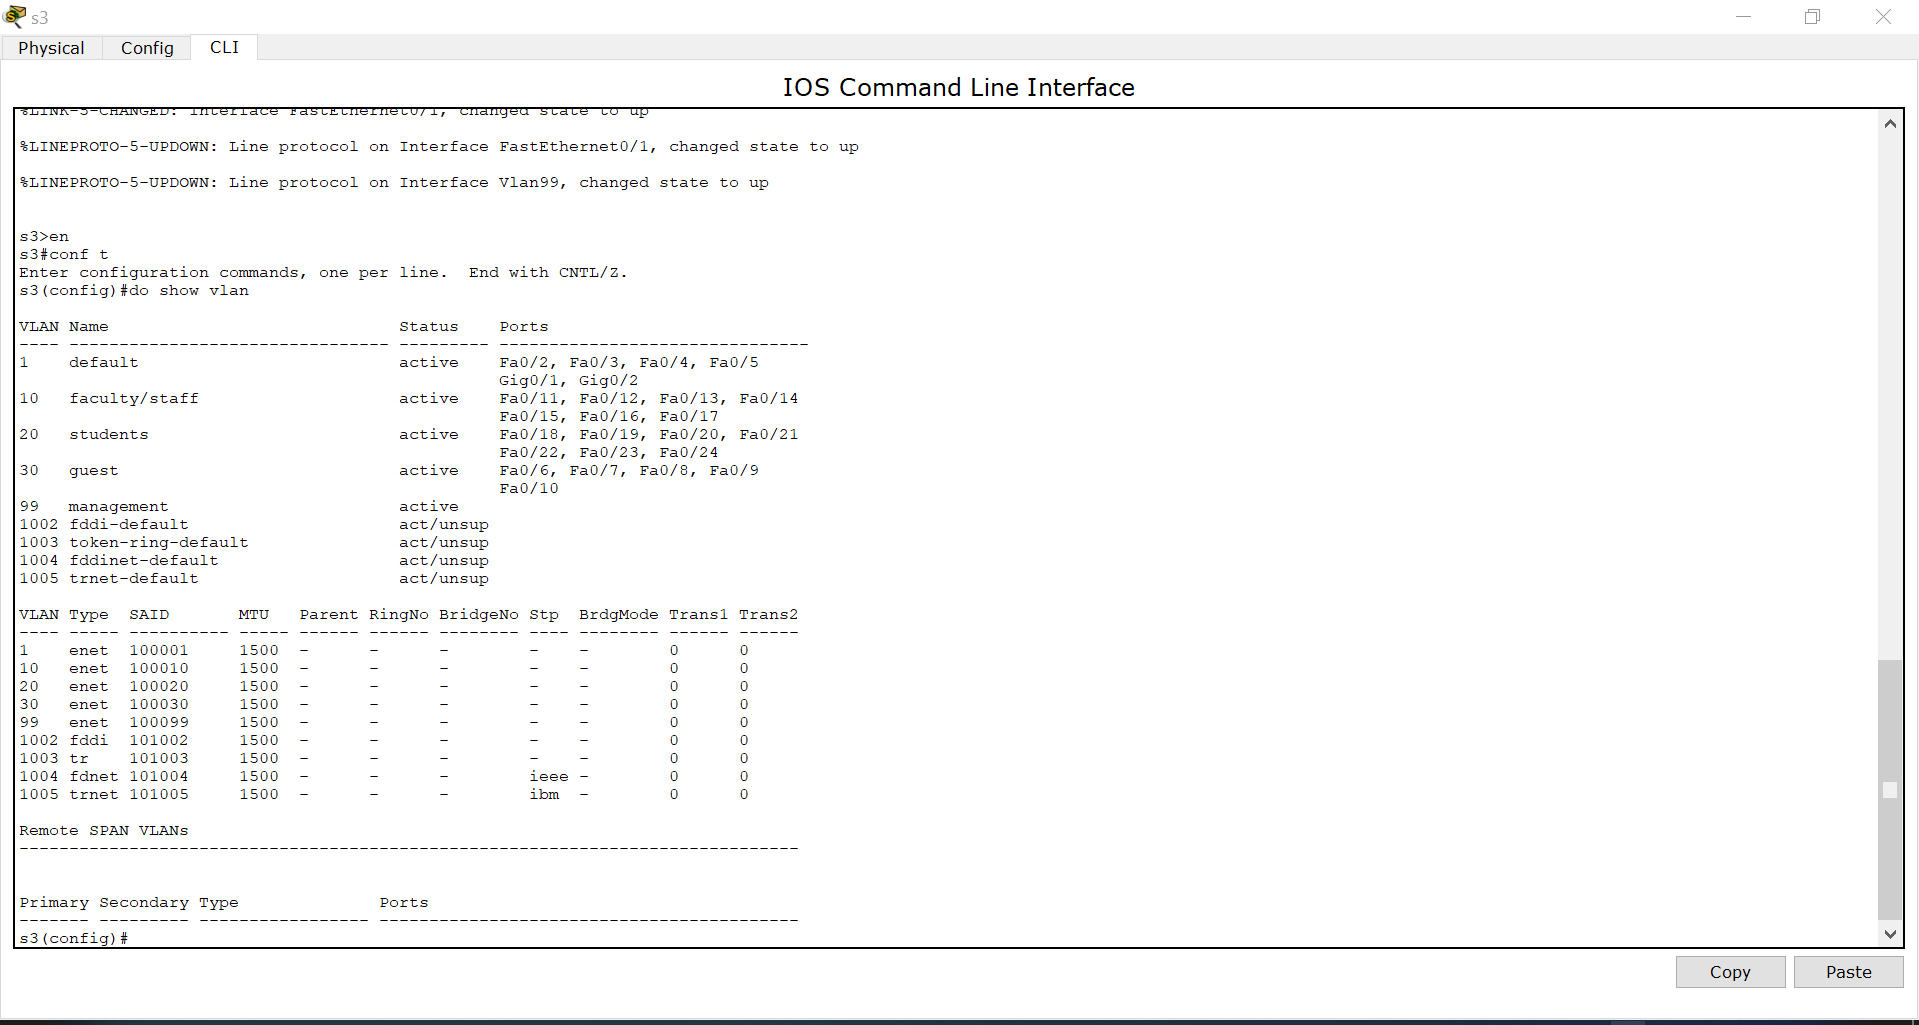 s3
Physical Config CLI
IOS Command Line Interface
%LINK-5-CHANGED: Interface FastEthernet0/1, changed state to up
%LINEPROTO-5-UPDOWN: Line protocol on Interface FastEthernet0/1, changed state to up
%LINEPROTO-5-UPDOWN: Line protocol on Interface Vlan99, changed state to up
s3>en
s3#conf t
Enter configuration commands, one per line.  End with CNTL/Z.
s3(config)#do show vlan
VLAN Name                             Status    Ports
---- -------------------------------- --------- -------------------------------
1    default                          active    Fa0/2, Fa0/3, Fa0/4, Fa0/5
                                                Gig0/1, Gig0/2
10   faculty/staff                    active    Fa0/11, Fa0/12, Fa0/13, Fa0/14
                                                Fa0/15, Fa0/16, Fa0/17
20   students                         active    Fa0/18, Fa0/19, Fa0/20, Fa0/21
                                                Fa0/22, Fa0/23, Fa0/24
30   guest                            active    Fa0/6, Fa0/7, Fa0/8, Fa0/9
                                                Fa0/10
99   management                       active
1002 fddi-default                     act/unsup
1003 token-ring-default               act/unsup
1004 fddinet-default                  act/unsup
1005 trnet-default                    act/unsup
VLAN Type  SAID       MTU   Parent RingNo BridgeNo Stp  BrdgMode Trans1 Trans2
---- ----- ---------- ----- ------ ------ -------- ---- -------- ------ ------
1    enet  100001     1500  -      -      -        -    -        0      0
10   enet  100010     1500  -      -      -        -    -        0      0
20   enet  100020     1500  -      -      -        -    -        0      0
30   enet  100030     1500  -      -      -        -    -        0      0
99   enet  100099     1500  -      -      -        -    -        0      0
1002 fddi  101002     1500  -      -      -        -    -        0      0
1003 tr    101003     1500  -      -      -        -    -        0      0
1004 fdnet 101004     1500  -      -      -        ieee -        0      0
1005 trnet 101005     1500  -      -      -        ibm  -        0      0
Remote SPAN VLANs
------------------------------------------------------------------------------
Primary Secondary Type              Ports
------- --------- ----------------- ------------------------------------------
s3(config)#
Copy Paste